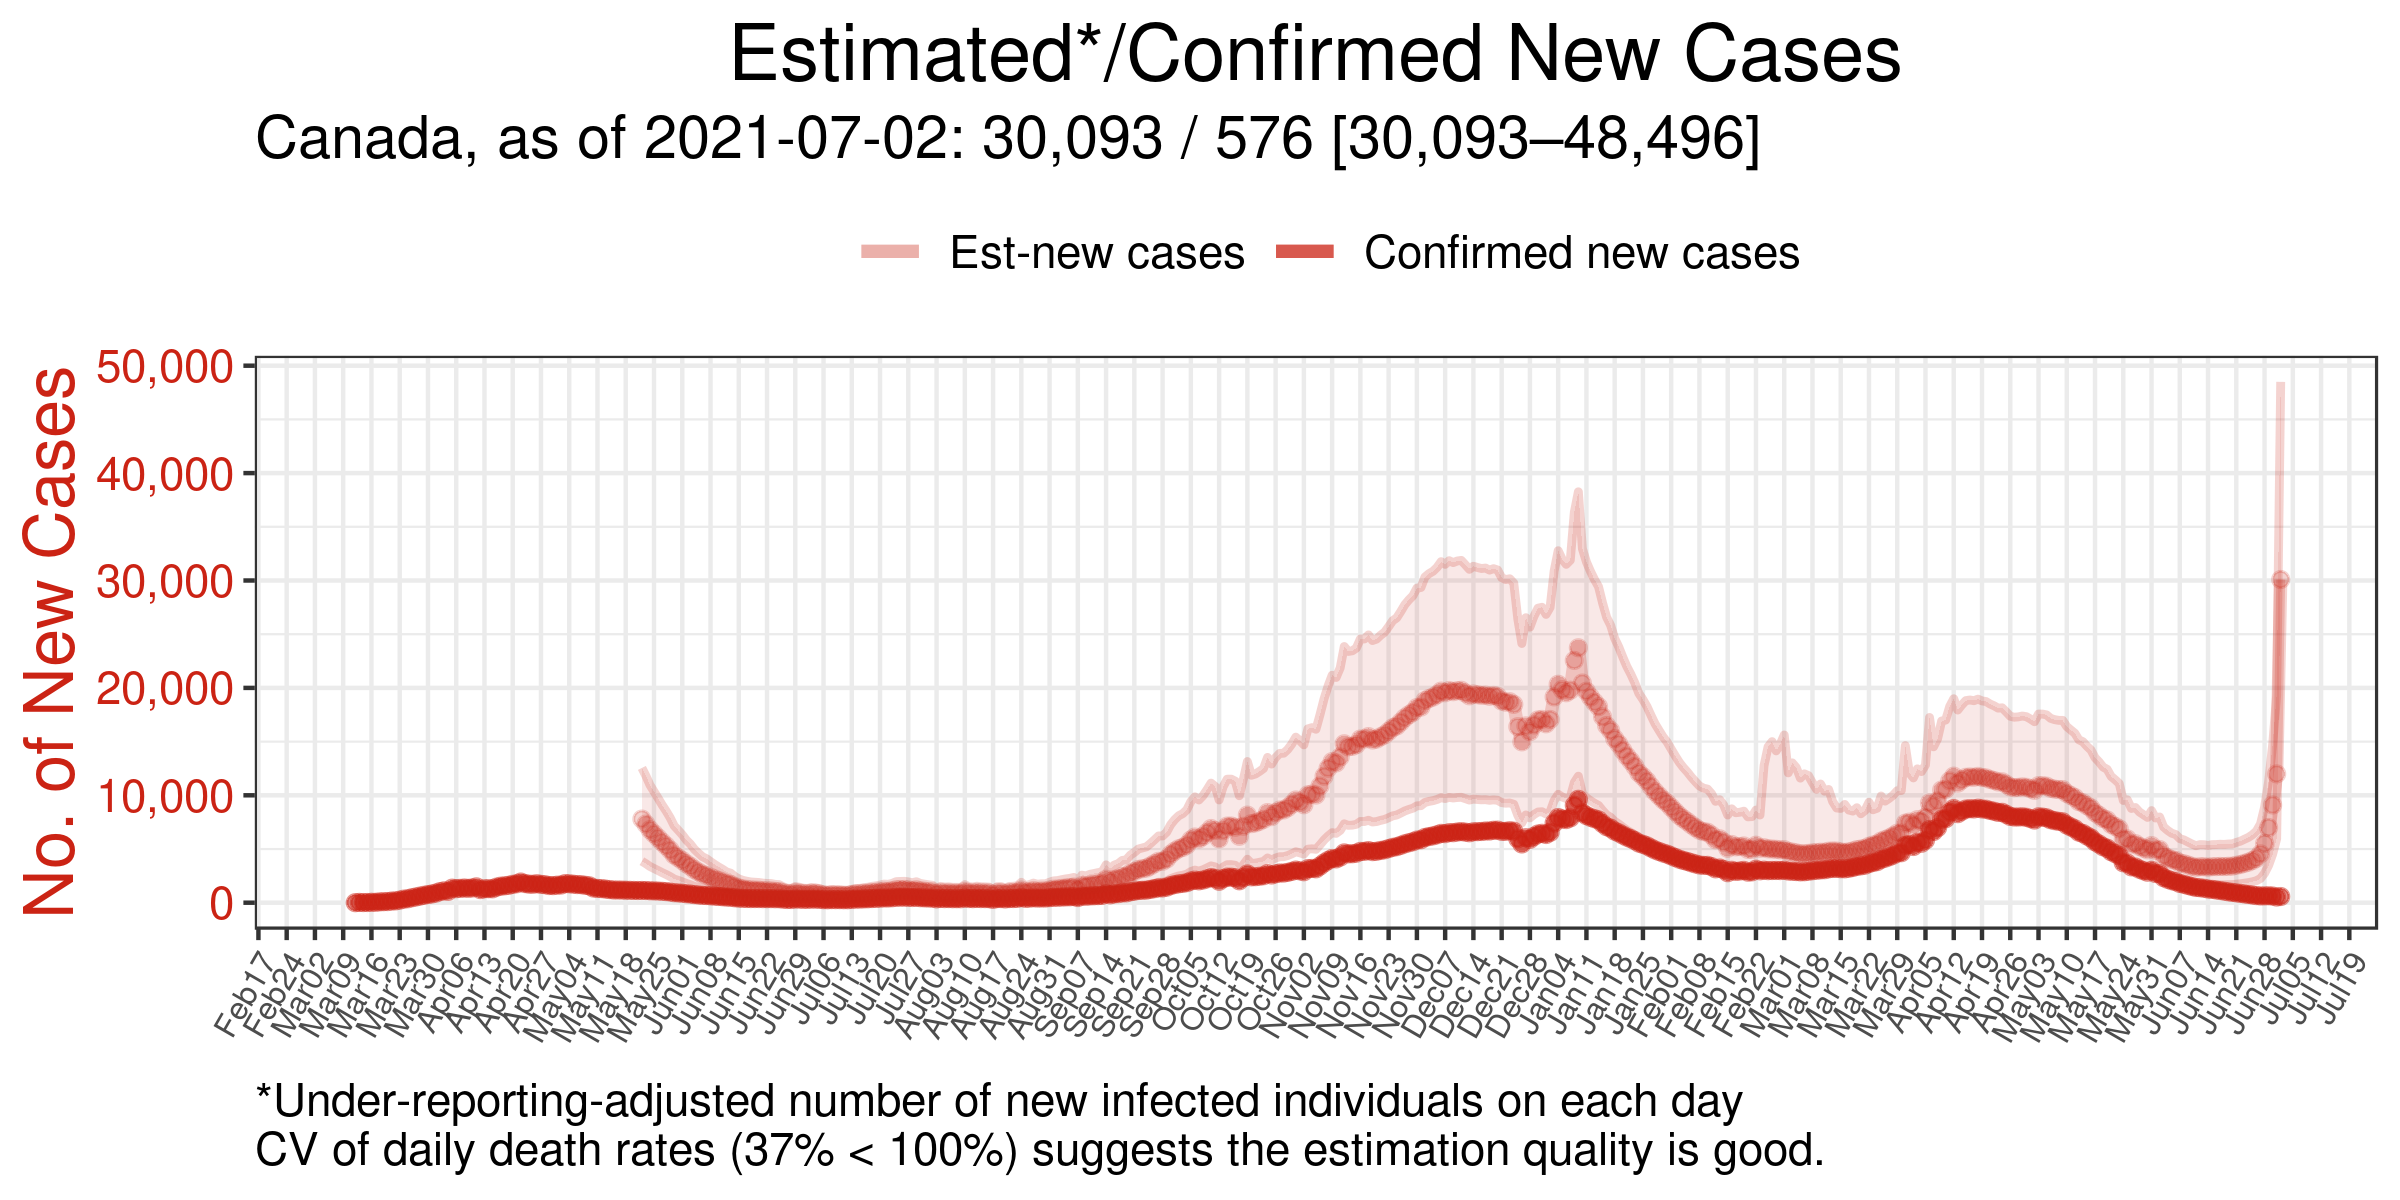 Estimated*/Confirmed New Cases
Canada, as of 2021-07-02: 30,093 / 576 [30,093–48,496]
Est-new cases Confirmed new cases
No. of New Cases
50,000
40,000
30,000
20,000
10,000
0
Feb17 Feb24 Mar02 Mar09 Mar16 Mar23 Mar30 Apr06 Apr13 Apr20 Apr27 May04 May11 May18 May25 Jun01 Jun08 Jun15 Jun22 Jun29 Jul06 Jul13 Jul20 Jul27 Aug03 Aug10 Aug17 Aug24 Aug31 Sep07 Sep14 Sep21 Sep28 Oct05 Oct12 Oct19 Oct26 Nov02 Nov09 Nov16 Nov23 Nov30 Dec07 Dec14 Dec21 Dec28 Jan04 Jan11 Jan18 Jan25 Feb01 Feb08 Feb15 Feb22 Mar01 Mar08 Mar15 Mar22 Mar29 Apr05 Apr12 Apr19 Apr26 May03 May10 May17 May24 May31 Jun07 Jun14 Jun21 Jun28 Jul05 Jul12 Jul19
*Under-reporting-adjusted number of new infected individuals on each day
CV of daily death rates (37% < 100%) suggests the estimation quality is good.